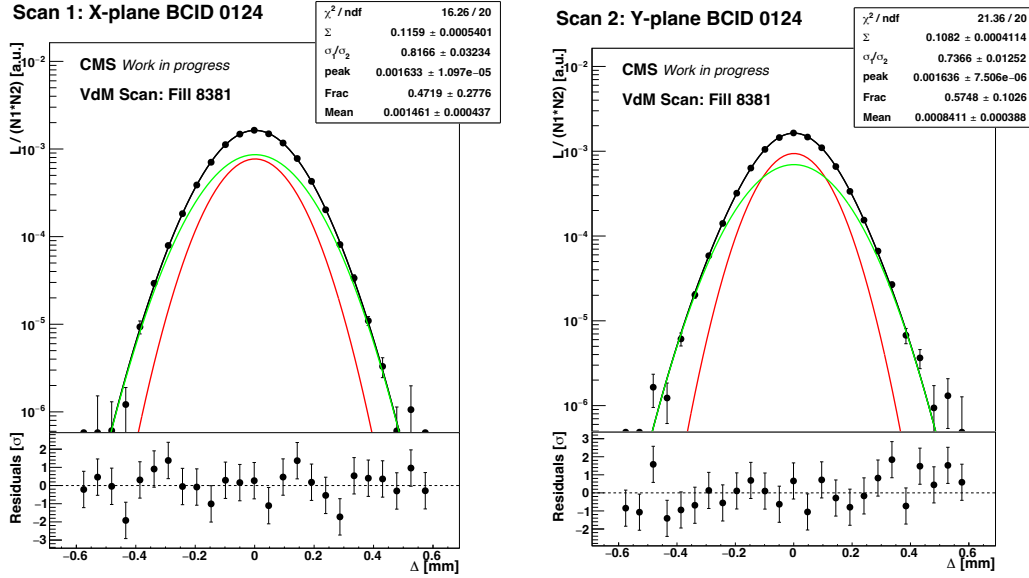 Scan 1: X-plane BCID 0124
χ² / ndf 16.26 / 20
Σ 0.1159 ± 0.0005401
σ₁/σ₂ 0.8166 ± 0.03234
peak 0.001633 ± 1.097e−05
Frac 0.4719 ± 0.2776
Mean 0.001461 ± 0.000437
CMS Work in progress
VdM Scan: Fill 8381
L / (N1*N2) [a.u.]
10⁻²
10⁻³
10⁻⁴
10⁻⁵
10⁻⁶
Residuals [σ]
2
1
0
−1
−2
−3
−0.6 −0.4 −0.2 0 0.2 0.4 0.6
Δ [mm]
Scan 2: Y-plane BCID 0124
χ² / ndf 21.36 / 20
Σ 0.1082 ± 0.0004114
σ₁/σ₂ 0.7366 ± 0.01252
peak 0.001636 ± 7.506e−06
Frac 0.5748 ± 0.1026
Mean 0.0008411 ± 0.000388
CMS Work in progress
VdM Scan: Fill 8381
L / (N1*N2) [a.u.]
10⁻²
10⁻³
10⁻⁴
10⁻⁵
10⁻⁶
Residuals [σ]
3
2
1
0
−1
−2
−0.6 −0.4 −0.2 0 0.2 0.4 0.6
Δ [mm]